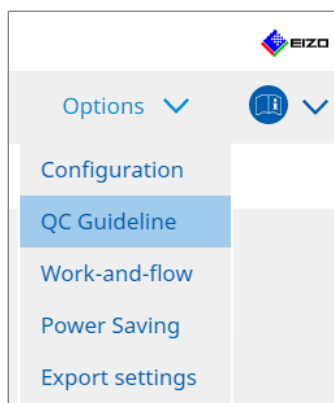 EIZO
Options
Configuration
QC Guideline
Work-and-flow
Power Saving
Export settings